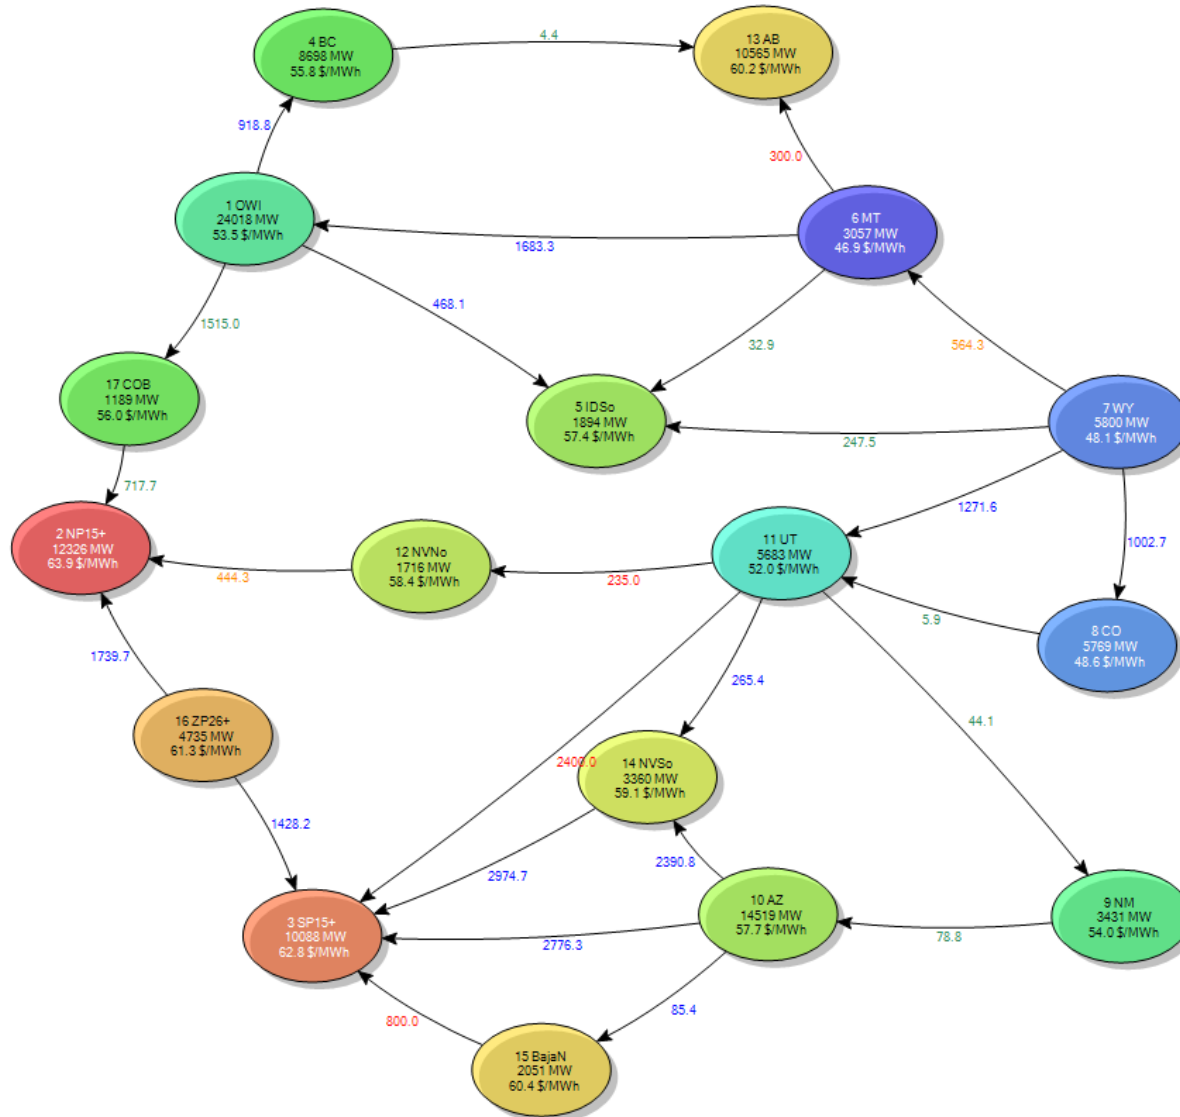 4 BC
8698 MW
55.8 $/MWh
4.4
13 AB
10565 MW
60.2 $/MWh
918.8
300.0
1 OWI
24018 MW
53.5 $/MWh
6 MT
3057 MW
46.9 $/MWh
1683.3
468.1
1515.0
32.9
564.3
17 COB
1189 MW
56.0 $/MWh
5 IDSo
1894 MW
57.4 $/MWh
7 WY
5800 MW
48.1 $/MWh
247.5
717.7
1271.6
1002.7
2 NP15+
12326 MW
63.9 $/MWh
12 NVNo
1716 MW
58.4 $/MWh
11 UT
5683 MW
52.0 $/MWh
444.3
235.0
5.9
8 CO
5769 MW
48.6 $/MWh
1739.7
265.4
16 ZP26+
4735 MW
61.3 $/MWh
44.1
2400.0
14 NVSo
3360 MW
59.1 $/MWh
1428.2
2974.7
2390.8
3 SP15+
10088 MW
62.8 $/MWh
10 AZ
14519 MW
57.7 $/MWh
9 NM
3431 MW
54.0 $/MWh
2776.3
78.8
800.0
85.4
15 BajaN
2051 MW
60.4 $/MWh